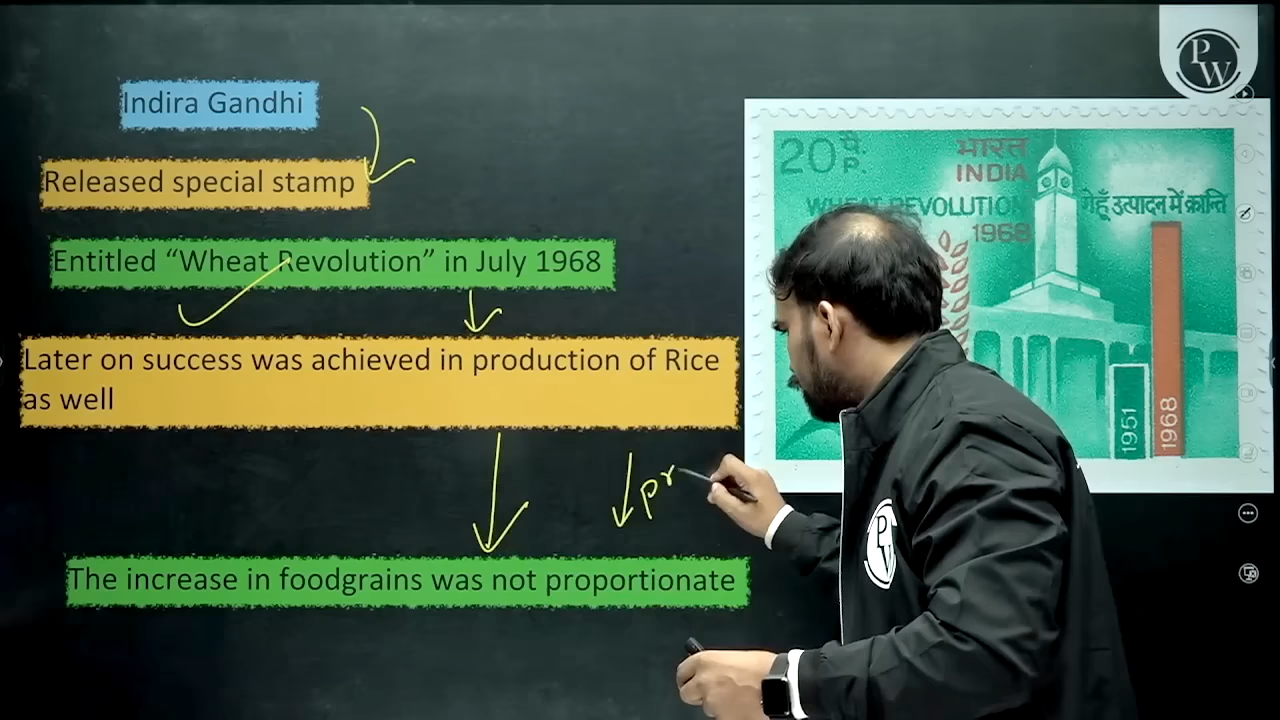 Indira Gandhi
Released special stamp
Entitled “Wheat Revolution” in July 1968
Later on success was achieved in production of Rice
as well
pr
The increase in foodgrains was not proportionate
PW
20 पै.
P.
भारत
INDIA
WHEAT REVOLUTION
1968
गेहूँ उत्पादन में क्रान्ति
1951
1968